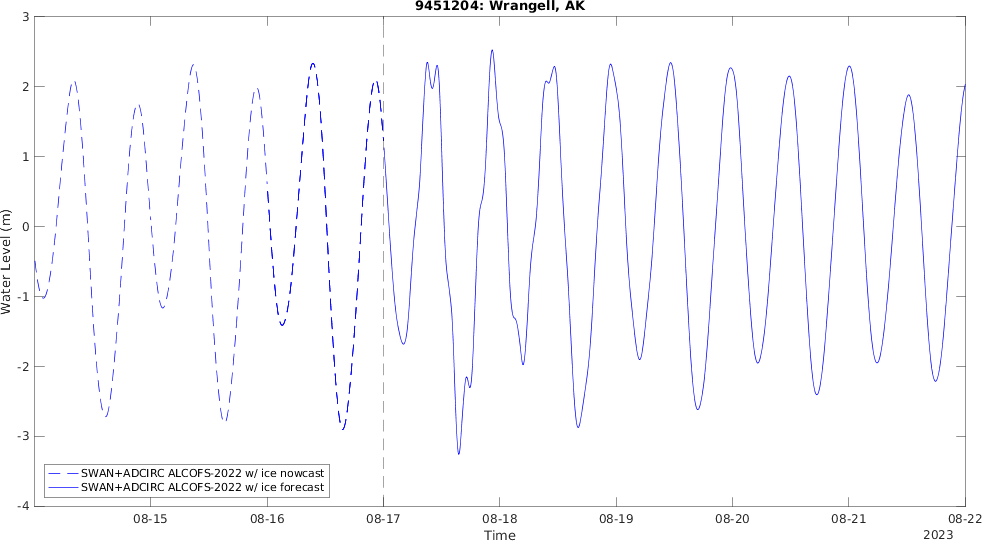 9451204: Wrangell, AK
3
2
1
0
-1
-2
-3
-4
Water Level (m)
SWAN+ADCIRC ALCOFS-2022 w/ ice nowcast
SWAN+ADCIRC ALCOFS-2022 w/ ice forecast
08-15 08-16 08-17 08-18 08-19 08-20 08-21 08-22
Time
2023